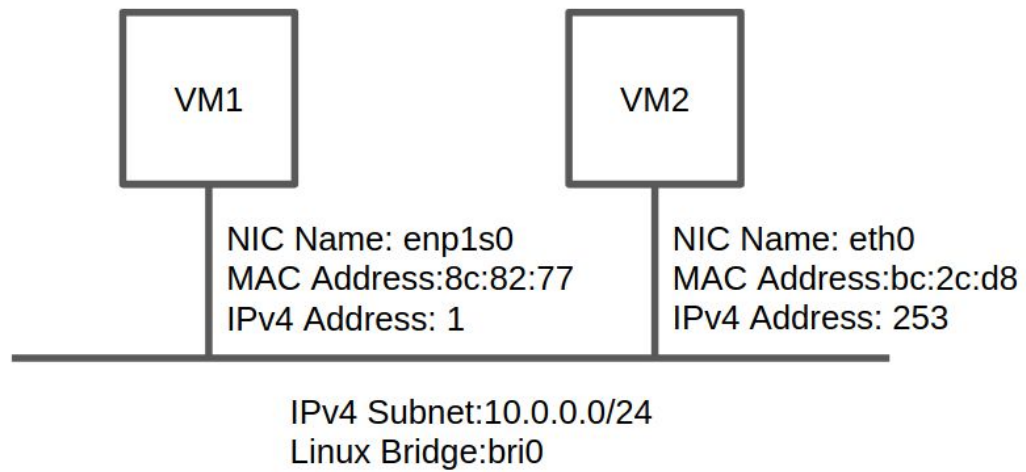 VM1
VM2
NIC Name: enp1s0
MAC Address:8c:82:77
IPv4 Address: 1
NIC Name: eth0
MAC Address:bc:2c:d8
IPv4 Address: 253
IPv4 Subnet:10.0.0.0/24
Linux Bridge:bri0